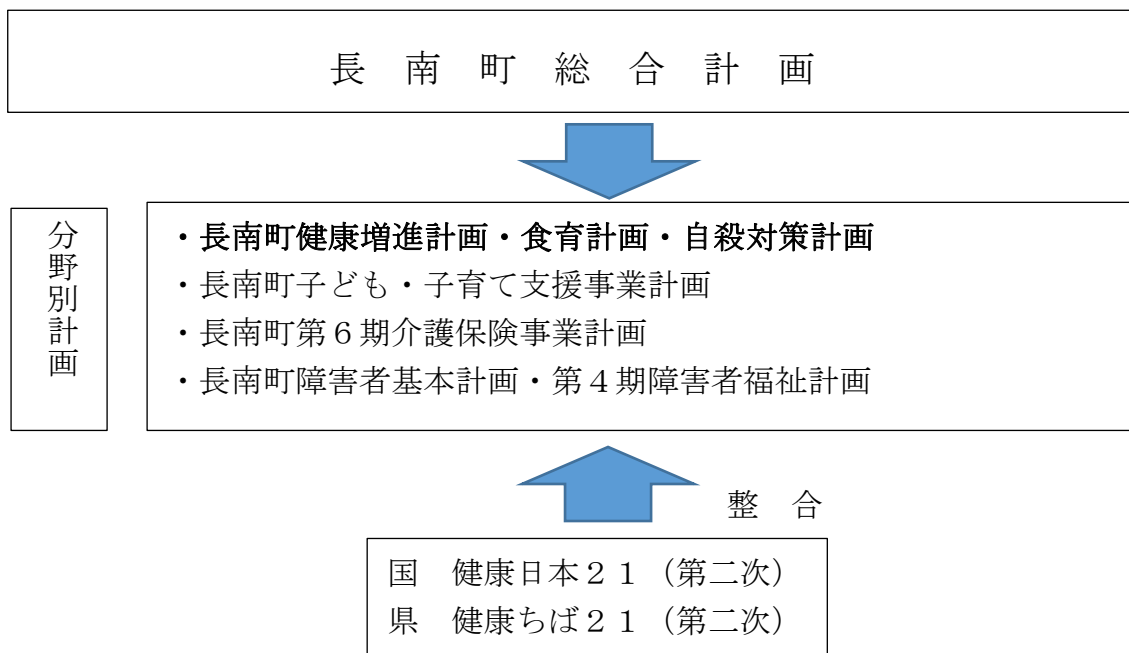 長 南 町 総 合 計 画
分野別計画
・長南町健康増進計画・食育計画・自殺対策計画
・長南町子ども・子育て支援事業計画
・長南町第６期介護保険事業計画
・長南町障害者基本計画・第４期障害者福祉計画
整 合
国　健康日本２１（第二次）
県　健康ちば２１（第二次）